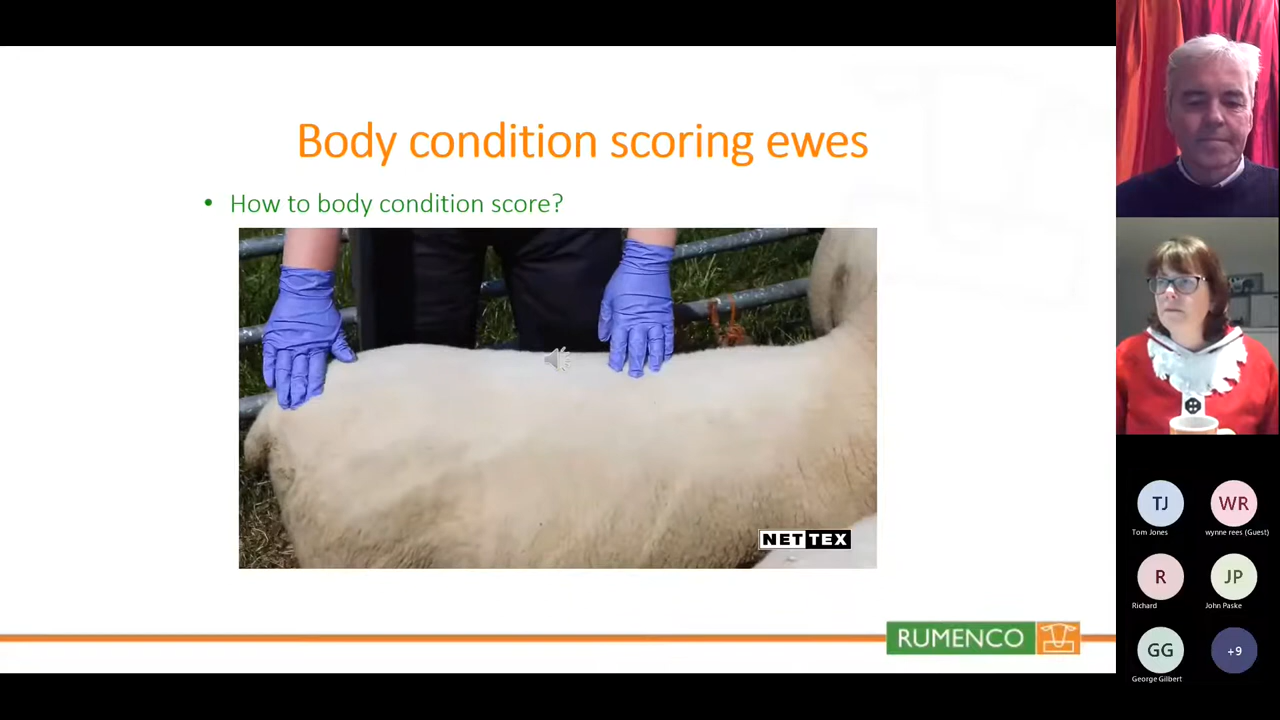 Body condition scoring ewes
• How to body condition score?
NETTEX
RUMENCO
TJ
WR
Tom Jones
wynne rees (Guest)
R
JP
Richard
John Paske
GG
+9
George Gilbert